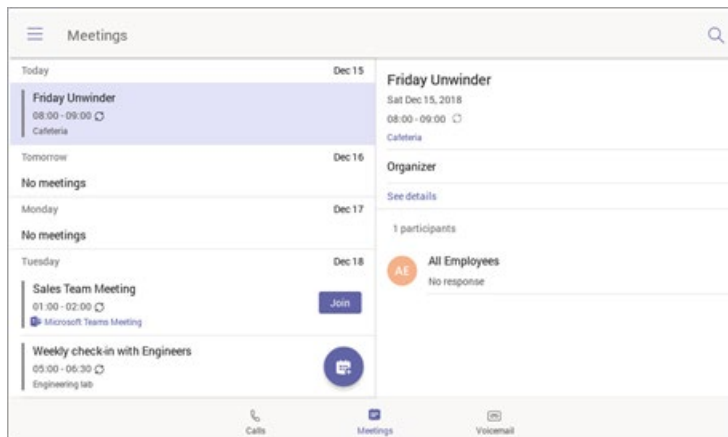 Meetings
Today Dec 15
Friday Unwinder
08:00 - 09:00
Cafeteria
Tomorrow Dec 16
No meetings
Monday Dec 17
No meetings
Tuesday Dec 18
Sales Team Meeting
01:00 - 02:00
Microsoft Teams Meeting
Join
Weekly check-in with Engineers
05:00 - 06:30
Engineering lab
Friday Unwinder
Sat Dec 15, 2018
08:00 - 09:00
Cafeteria
Organizer
See details
1 participants
AE
All Employees
No response
Calls
Meetings
Voicemail